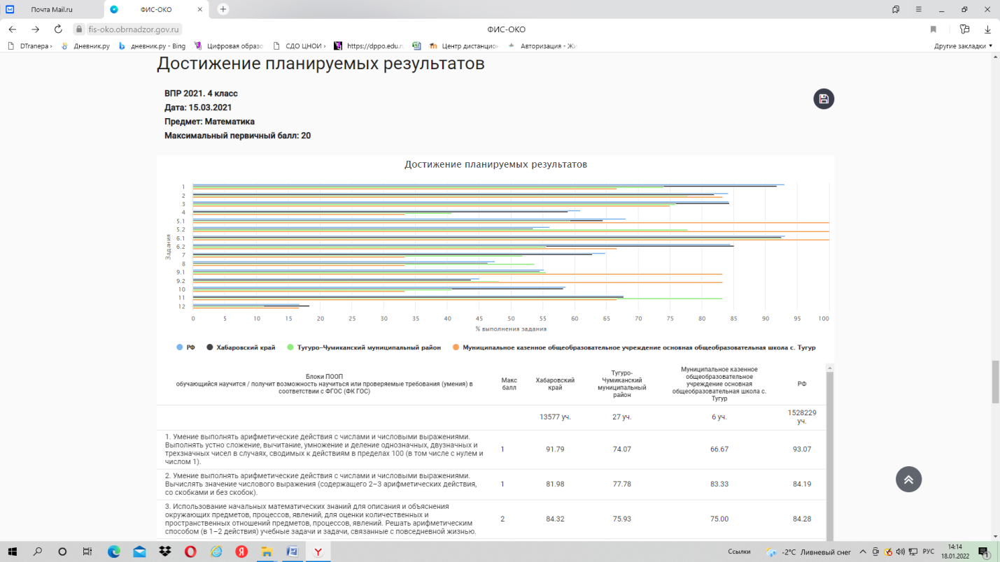 Почта Mail.ru
ФИС-ОКО
fis-oko.obrnadzor.gov.ru
ФИС-ОКО
DTranepa ›
Дневник.ру
дневник.ру - Bing
Цифровая образо
СДО ЦНОИ ›
https://dppo.edu.ru
Центр дистанцион
Авторизация - Жи
Другие закладки
Достижение планируемых результатов
ВПР 2021. 4 класс
Дата: 15.03.2021
Предмет: Математика
Максимальный первичный балл: 20
Достижение планируемых результатов
Задания
1
2
3
4
5.1
5.2
6.1
6.2
7
8
9.1
9.2
10
11
12
0 5 10 15 20 25 30 35 40 45 50 55 60 65 70 75 80 85 90 95 100
% выполнения задания
РФ Хабаровский край Тугуро-Чумиканский муниципальный район Муниципальное казенное общеобразовательное учреждение основная общеобразовательная школа с. Тугур
Блоки ПООП
обучающийся научится / получит возможность научиться или проверяемые требования (умения) в
соответствии с ФГОС (ФК ГОС)
Макс
балл
Хабаровский
край
Тугуро-
Чумиканский
муниципальный
район
Муниципальное казенное
общеобразовательное
учреждение основная
общеобразовательная школа с.
Тугур
РФ
13577 уч.
27 уч.
6 уч.
1528229
уч.
1. Умение выполнять арифметические действия с числами и числовыми выражениями.
Выполнять устно сложение, вычитание, умножение и деление однозначных, двузначных и
трехзначных чисел в случаях, сводимых к действиям в пределах 100 (в том числе с нулем и
числом 1).
1
91.79
74.07
66.67
93.07
2. Умение выполнять арифметические действия с числами и числовыми выражениями.
Вычислять значение числового выражения (содержащего 2–3 арифметических действия,
со скобками и без скобок).
1
81.98
77.78
83.33
84.19
3. Использование начальных математических знаний для описания и объяснения
окружающих предметов, процессов, явлений, для оценки количественных и
пространственных отношений предметов, процессов, явлений. Решать арифметическим
способом (в 1–2 действия) учебные задачи и задачи, связанные с повседневной жизнью.
2
84.32
75.93
75.00
84.28
Ссылки
-2°C Ливневый снег
РУС
14:14
18.01.2022
1